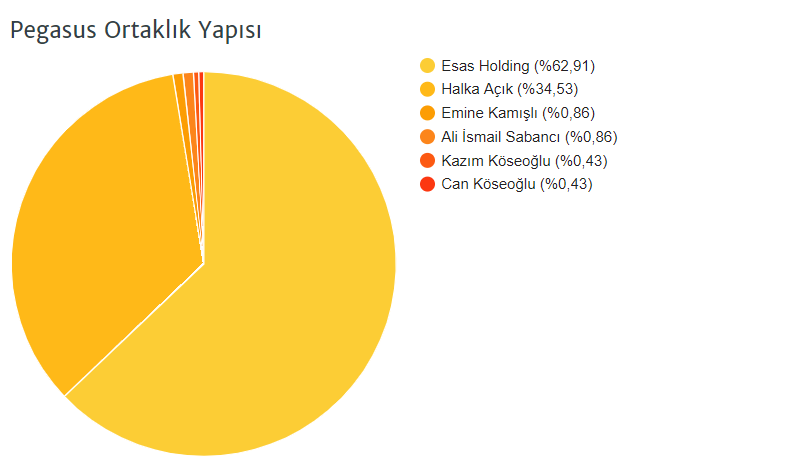 Pegasus Ortaklık Yapısı
Esas Holding (%62,91)
Halka Açık (%34,53)
Emine Kamışlı (%0,86)
Ali İsmail Sabancı (%0,86)
Kazım Köseoğlu (%0,43)
Can Köseoğlu (%0,43)